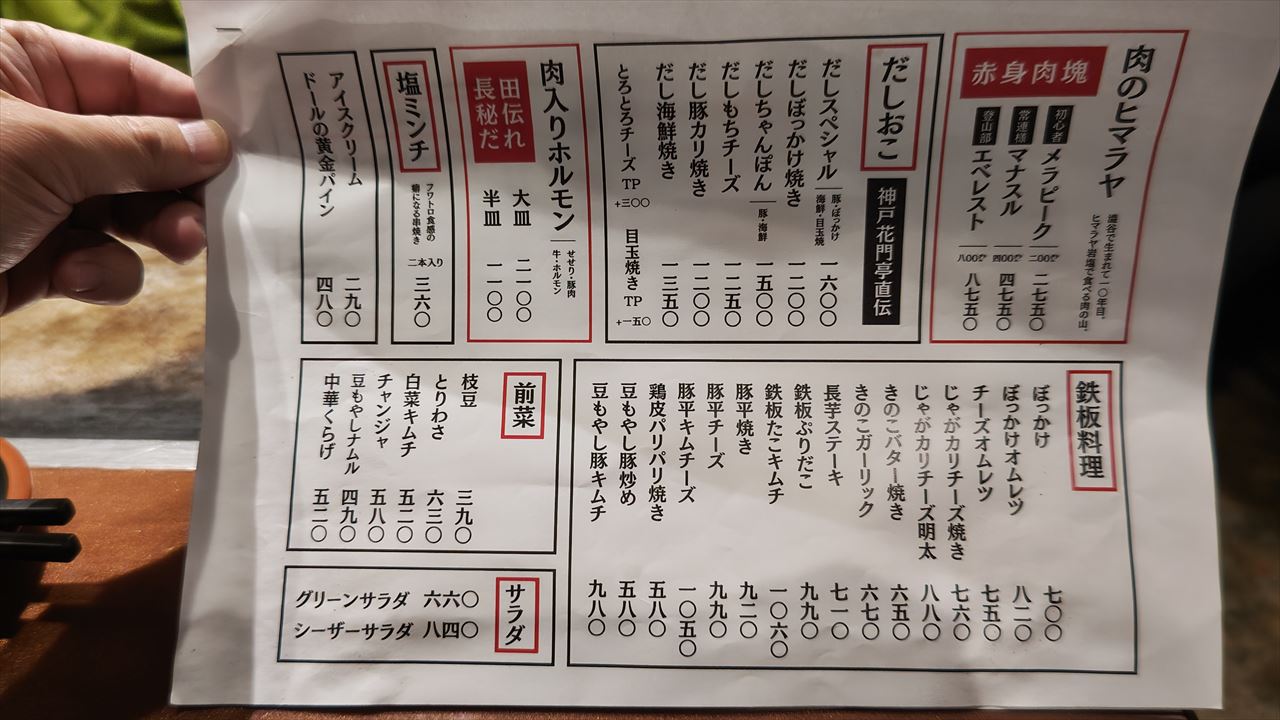 肉のヒマラヤ
澁谷で生まれて一〇年目。
ヒマラヤ岩塩で食べる肉の山。
赤身肉塊
初心者 メラピーク 二〇〇㌘ 二七五〇
常連様 マナスル 四〇〇㌘ 四七五〇
登山部 エベレスト 八〇〇㌘ 八七五〇
だしおこ
神戸花門亭直伝
だしスペシャル 豚・ぼっかけ 海鮮・目玉焼 一六〇〇
だしぼっかけ焼き 一二〇〇
だしちゃんぽん 豚・海鮮 一五〇〇
だしもちチーズ 一二五〇
だし豚カリ焼き 一二〇〇
だし海鮮焼き 一三五〇
とろとろチーズ TP +三〇〇 目玉焼き TP +一五〇
肉入りホルモン
せせり・豚肉
牛・ホルモン
田伝れ
長秘だ
大皿 二一〇〇
半皿 一一〇〇
塩ミンチ
フワトロ食感の
癖になる串焼き
二本入り 三六〇
アイスクリーム 二九〇
ドールの黄金パイン 四八〇
鉄板料理
ぼっかけ 七〇〇
ぼっかけオムレツ 八二〇
チーズオムレツ 七五〇
じゃがカリチーズ焼き 七六〇
じゃがカリチーズ明太 八八〇
きのこバター焼き 六五〇
きのこガーリック 六七〇
長芋ステーキ 七一〇
鉄板ぷりだこ 九九〇
鉄板たこキムチ 一〇六〇
豚平焼き 九二〇
豚平チーズ 九九〇
豚平キムチーズ 一〇五〇
鶏皮パリパリ焼き 五八〇
豆もやし豚炒め 五八〇
豆もやし豚キムチ 九八〇
前菜
枝豆 三九〇
とりわさ 六三〇
白菜キムチ 五二〇
チャンジャ 五八〇
豆もやしナムル 四九〇
中華くらげ 五二〇
サラダ
グリーンサラダ 六六〇
シーザーサラダ 八四〇